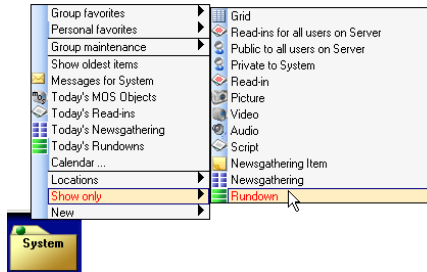 Group favorites
Personal favorites
Group maintenance
Show oldest items
Messages for System
Today's MOS Objects
Today's Read-ins
Today's Newsgathering
Today's Rundowns
Calendar ...
Locations
Show only
New
Grid
Read-ins for all users on Server
Public to all users on Server
Private to System
Read-in
Picture
Video
Audio
Script
Newsgathering Item
Newsgathering
Rundown
System